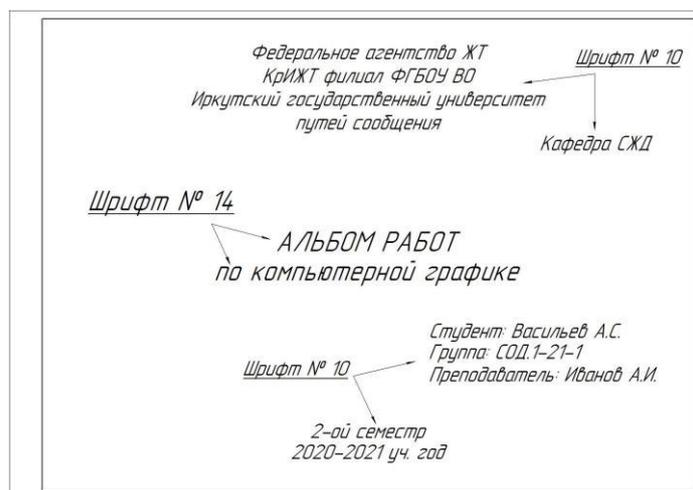 Федеральное агентство ЖТ
Шрифт № 10
КрИЖТ филиал ФГБОУ ВО
Иркутский государственный университет
путей сообщения
Кафедра СЖД
Шрифт № 14
АЛЬБОМ РАБОТ
по компьютерной графике
Студент: Васильев А.С.
Группа: СОД.1-21-1
Шрифт № 10
Преподаватель: Иванов А.И.
2-ой семестр
2020-2021 уч. год